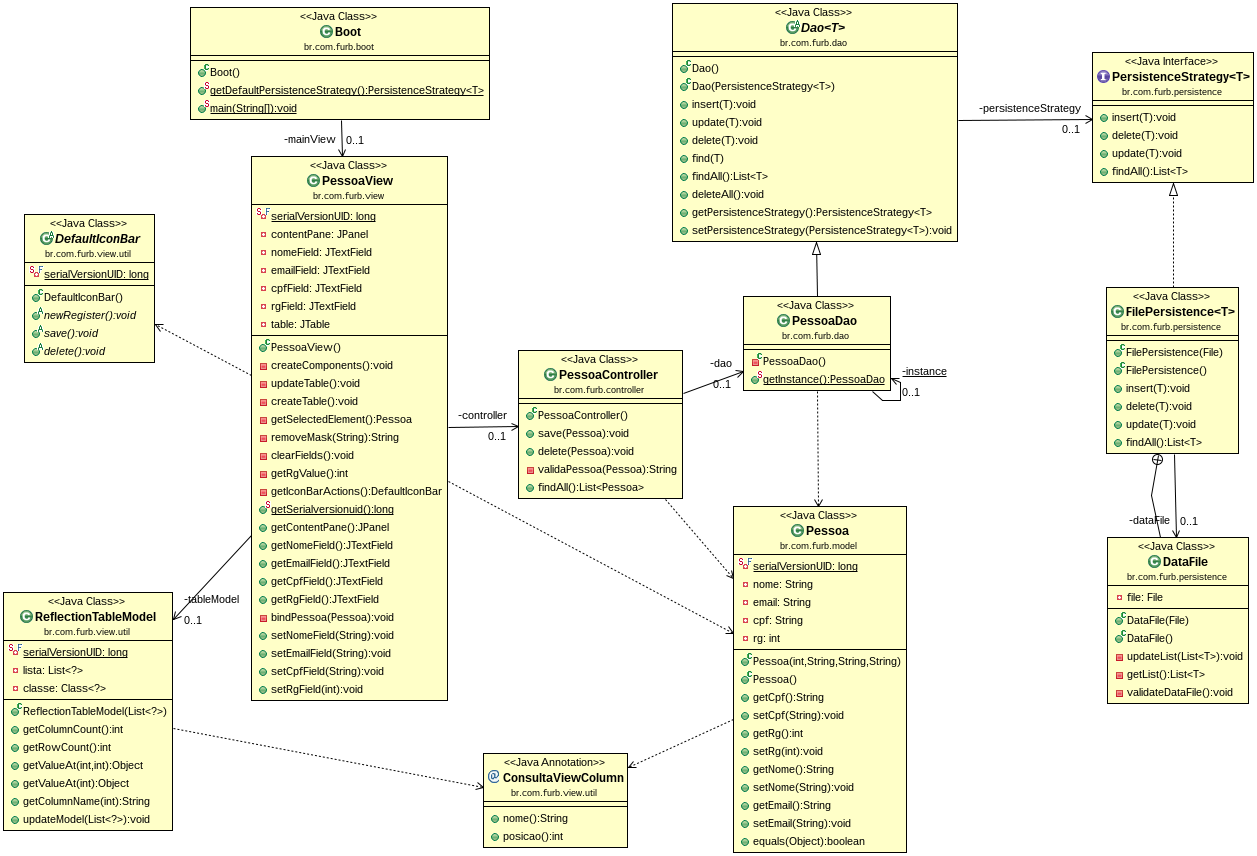 <<Java Class>>
Boot
br.com.furb.boot
Boot()
getDefaultPersistenceStrategy():PersistenceStrategy<T>
main(String[]):void
-mainView
0..1
<<Java Class>>
Dao<T>
br.com.furb.dao
Dao()
Dao(PersistenceStrategy<T>)
insert(T):void
update(T):void
delete(T):void
find(T)
findAll():List<T>
deleteAll():void
getPersistenceStrategy():PersistenceStrategy<T>
setPersistenceStrategy(PersistenceStrategy<T>):void
-persistenceStrategy
0..1
<<Java Interface>>
PersistenceStrategy<T>
br.com.furb.persistence
insert(T):void
delete(T):void
update(T):void
findAll():List<T>
<<Java Class>>
PessoaView
br.com.furb.view
serialVersionUID: long
contentPane: JPanel
nomeField: JTextField
emailField: JTextField
cpfField: JTextField
rgField: JTextField
table: JTable
PessoaView()
createComponents():void
updateTable():void
createTable():void
getSelectedElement():Pessoa
removeMask(String):String
clearFields():void
getRgValue():int
getIconBarActions():DefaultIconBar
getSerialversionuid():long
getContentPane():JPanel
getNomeField():JTextField
getEmailField():JTextField
getCpfField():JTextField
getRgField():JTextField
bindPessoa(Pessoa):void
setNomeField(String):void
setEmailField(String):void
setCpfField(String):void
setRgField(int):void
<<Java Class>>
DefaultIconBar
br.com.furb.view.util
serialVersionUID: long
DefaultIconBar()
newRegister():void
save():void
delete():void
-controller
0..1
<<Java Class>>
PessoaController
br.com.furb.controller
PessoaController()
save(Pessoa):void
delete(Pessoa):void
validaPessoa(Pessoa):String
findAll():List<Pessoa>
-dao
0..1
<<Java Class>>
PessoaDao
br.com.furb.dao
PessoaDao()
getInstance():PessoaDao
-instance
0..1
<<Java Class>>
FilePersistence<T>
br.com.furb.persistence
FilePersistence(File)
FilePersistence()
insert(T):void
delete(T):void
update(T):void
findAll():List<T>
-dataFile
0..1
<<Java Class>>
DataFile
br.com.furb.persistence
file: File
DataFile(File)
DataFile()
updateList(List<T>):void
getList():List<T>
validateDataFile():void
<<Java Class>>
Pessoa
br.com.furb.model
serialVersionUID: long
nome: String
email: String
cpf: String
rg: int
Pessoa(int,String,String,String)
Pessoa()
getCpf():String
setCpf(String):void
getRg():int
setRg(int):void
getNome():String
setNome(String):void
getEmail():String
setEmail(String):void
equals(Object):boolean
-tableModel
0..1
<<Java Class>>
ReflectionTableModel
br.com.furb.view.util
serialVersionUID: long
lista: List<?>
classe: Class<?>
ReflectionTableModel(List<?>)
getColumnCount():int
getRowCount():int
getValueAt(int,int):Object
getValueAt(int):Object
getColumnName(int):String
updateModel(List<?>):void
<<Java Annotation>>
ConsultaViewColumn
br.com.furb.view.util
nome():String
posicao():int